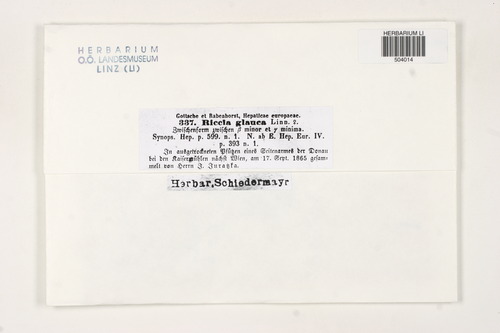 HERBARIUM
O.Ö. LANDESMUSEUM
LINZ (LI)
HERBARIUM LI
504014
Gottsche et Rabenhorst, Hepaticae europaeae.
337. Riccia glauca Linn. 2.
Zwischenform zwischen β minor et γ minima.
Synops. Hep. p. 599. n. 1. N. ab E. Hep. Eur. IV.
p. 393 n. 1.
In ausgetrockneten Pfützen eines Seitenarmes der Donau
bei den Kaisermühlen nächst Wien, am 17. Sept. 1865 gesam-
melt von Herrn J. Juratzka.
Herbar. Schiedermayr